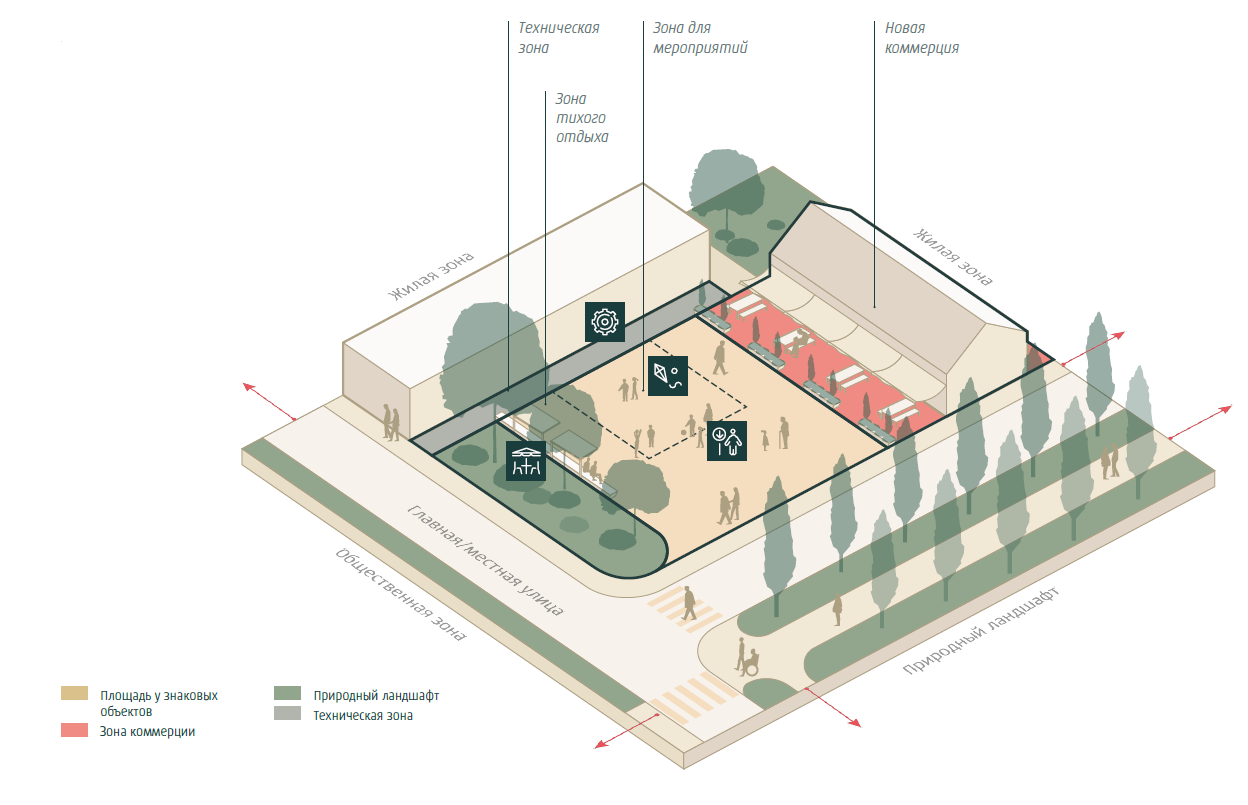 Техническая
зона
Зона для
мероприятий
Новая
коммерция
Зона
тихого
отдыха
Жилая зона
Жилая зона
Главная/местная улица
Общественная зона
Природный ландшафт
Площадь у знаковых
объектов
Зона коммерции
Природный ландшафт
Техническая зона